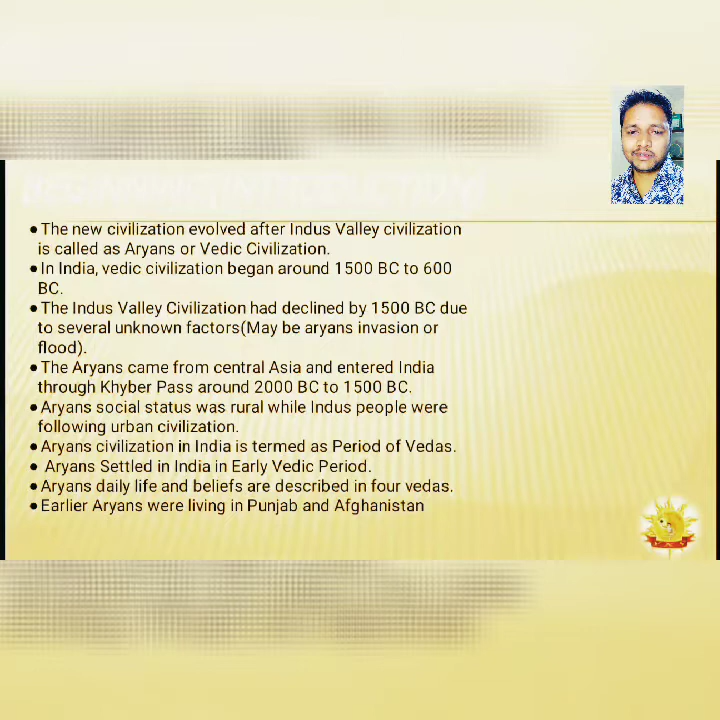 ●The new civilization evolved after Indus Valley civilization
is called as Aryans or Vedic Civilization.
●In India, vedic civilization began around 1500 BC to 600
BC.
●The Indus Valley Civilization had declined by 1500 BC due
to several unknown factors(May be aryans invasion or
flood).
●The Aryans came from central Asia and entered India
through Khyber Pass around 2000 BC to 1500 BC.
●Aryans social status was rural while Indus people were
following urban civilization.
●Aryans civilization in India is termed as Period of Vedas.
● Aryans Settled in India in Early Vedic Period.
●Aryans daily life and beliefs are described in four vedas.
●Earlier Aryans were living in Punjab and Afghanistan